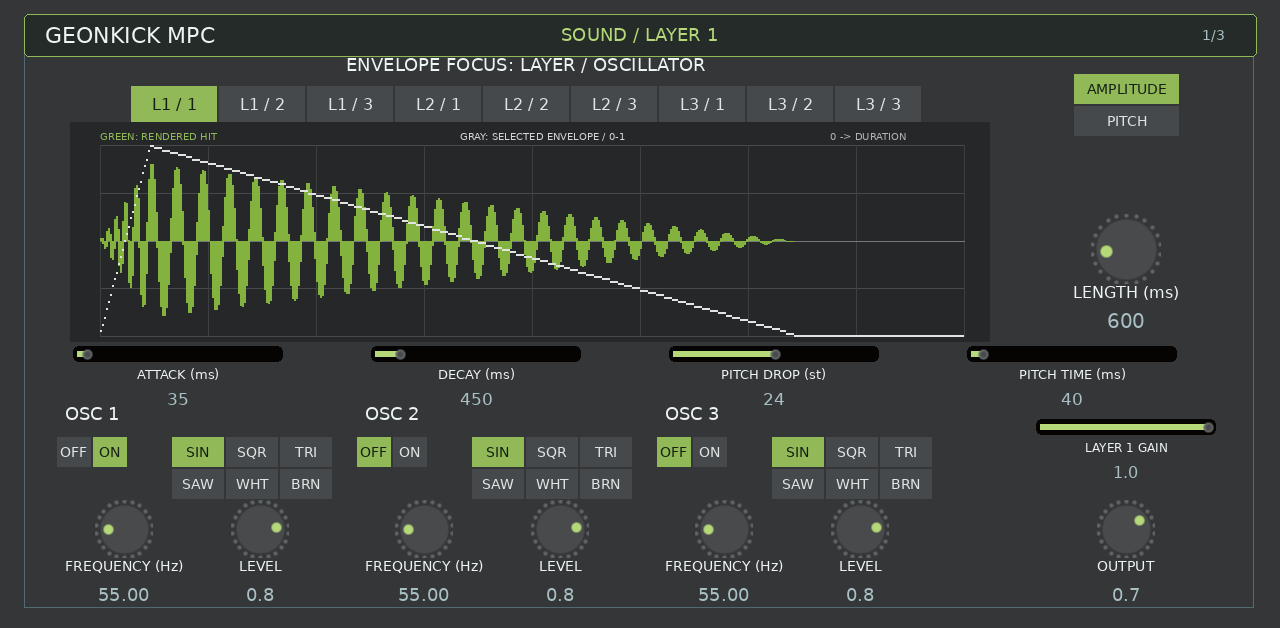 GEONKICK MPC
SOUND / LAYER 1
1/3
ENVELOPE FOCUS: LAYER / OSCILLATOR
L1 / 1 L1 / 2 L1 / 3 L2 / 1 L2 / 2 L2 / 3 L3 / 1 L3 / 2 L3 / 3
AMPLITUDE
PITCH
GREEN: RENDERED HIT
GRAY: SELECTED ENVELOPE / 0-1
0 -> DURATION
LENGTH (ms)
600
ATTACK (ms)
35
DECAY (ms)
450
PITCH DROP (st)
24
PITCH TIME (ms)
40
OSC 1
OFF ON
SIN SQR TRI
SAW WHT BRN
FREQUENCY (Hz)
55.00
LEVEL
0.8
OSC 2
OFF ON
SIN SQR TRI
SAW WHT BRN
FREQUENCY (Hz)
55.00
LEVEL
0.8
OSC 3
OFF ON
SIN SQR TRI
SAW WHT BRN
FREQUENCY (Hz)
55.00
LEVEL
0.8
LAYER 1 GAIN
1.0
OUTPUT
0.7